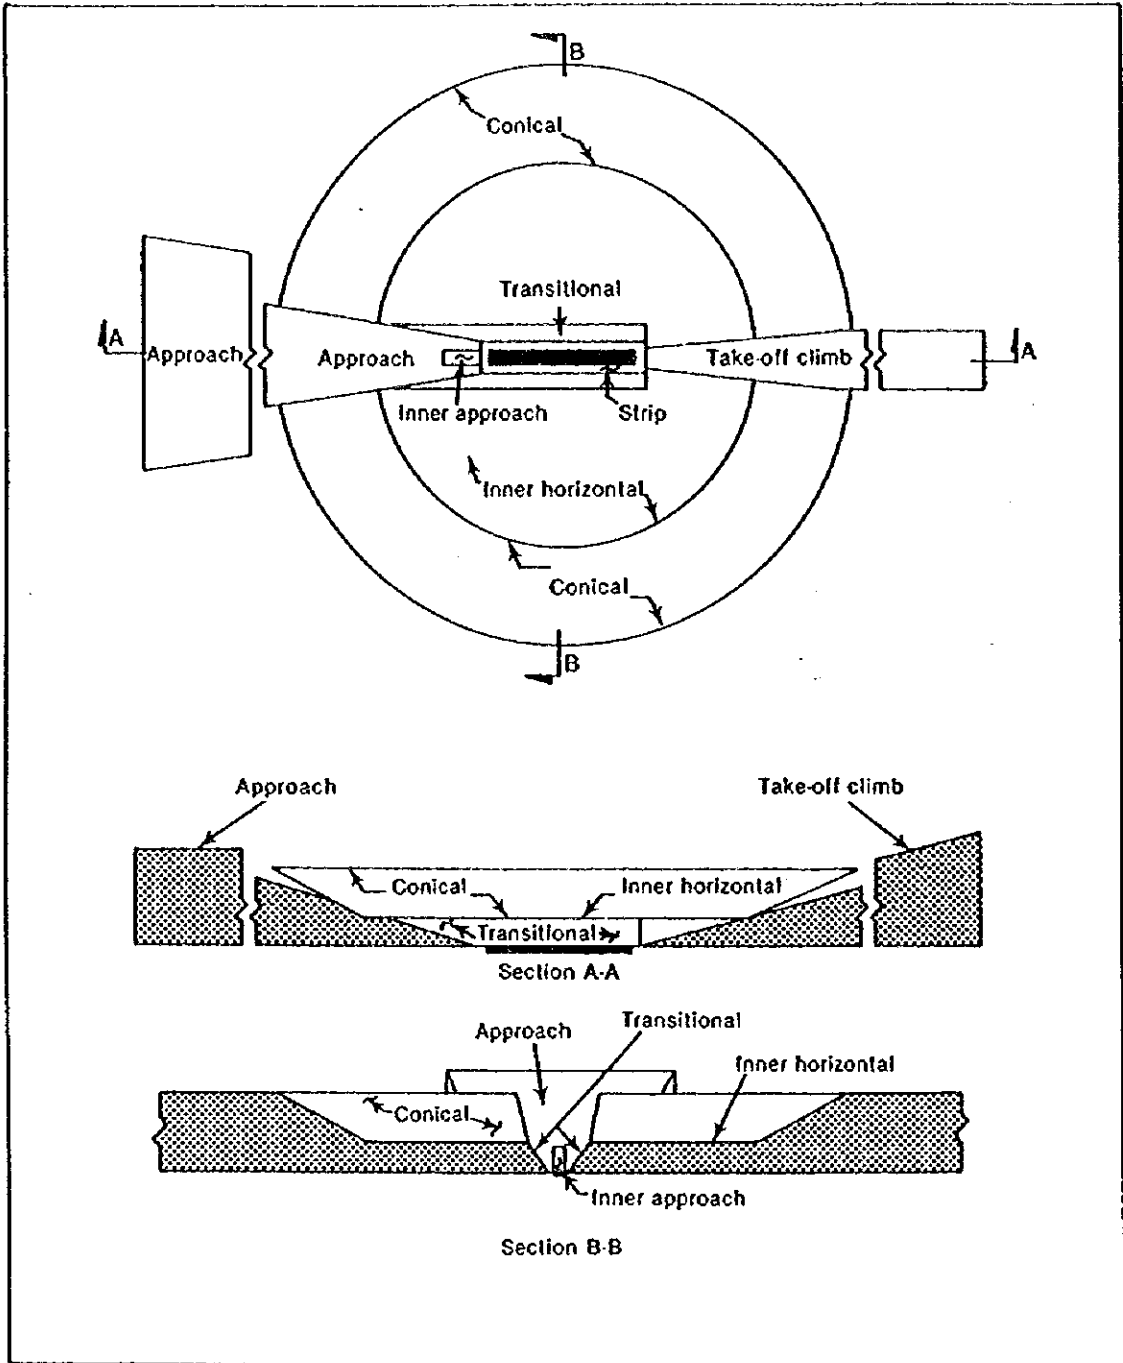 B
Conical
Transitional
A
Approach
Approach
Take-off climb
A
Inner approach
Strip
Inner horizontal
Conical
B
Approach
Take-off climb
Conical
Inner horizontal
Transitional
Section A-A
Approach
Transitional
Inner horizontal
Conical
Inner approach
Section B-B